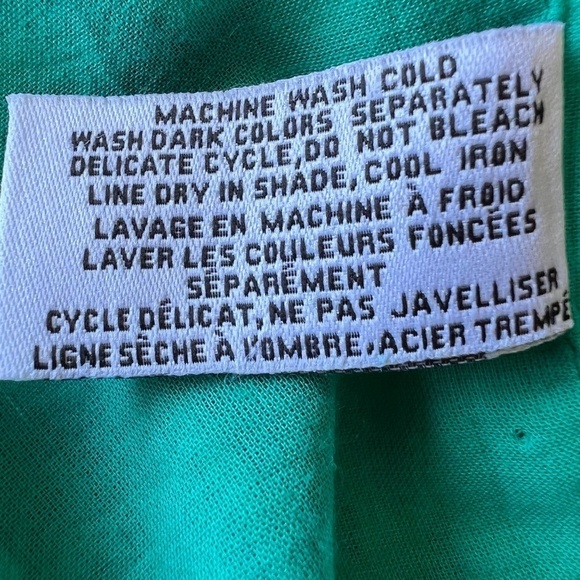 MACHINE WASH COLD
WASH DARK COLORS SEPARATELY
DELICATE CYCLE, DO NOT BLEACH
LINE DRY IN SHADE, COOL IRON
LAVAGE EN MACHINE À FROID
LAVER LES COULEURS FONCÉES
SÉPARÉMENT
CYCLE DÉLICAT, NE PAS JAVELLISER
LIGNE SÈCHE À L'OMBRE, ACIER TREMPÉ